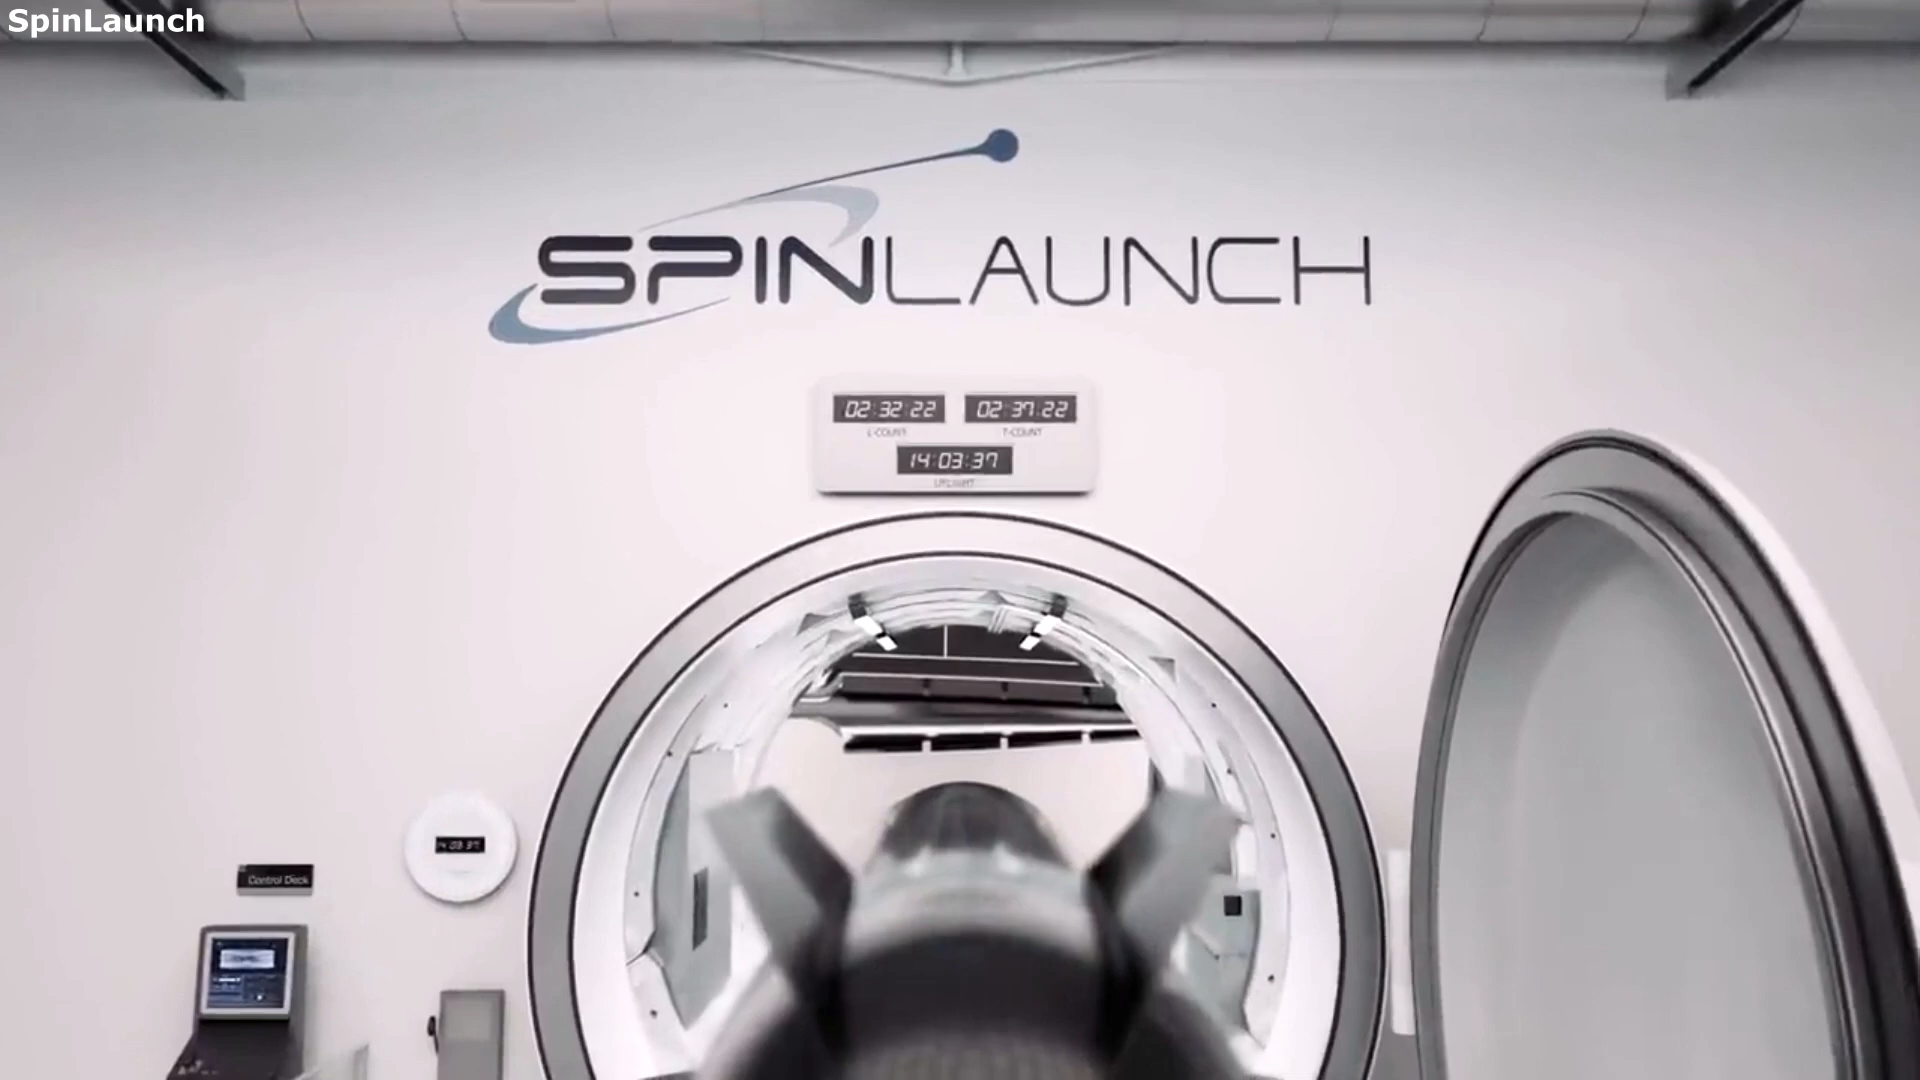 SpinLaunch
SPINLAUNCH
02:32:22 02:37:22
L-COUNT T-COUNT
14:03:37
14:03:37
Control Deck